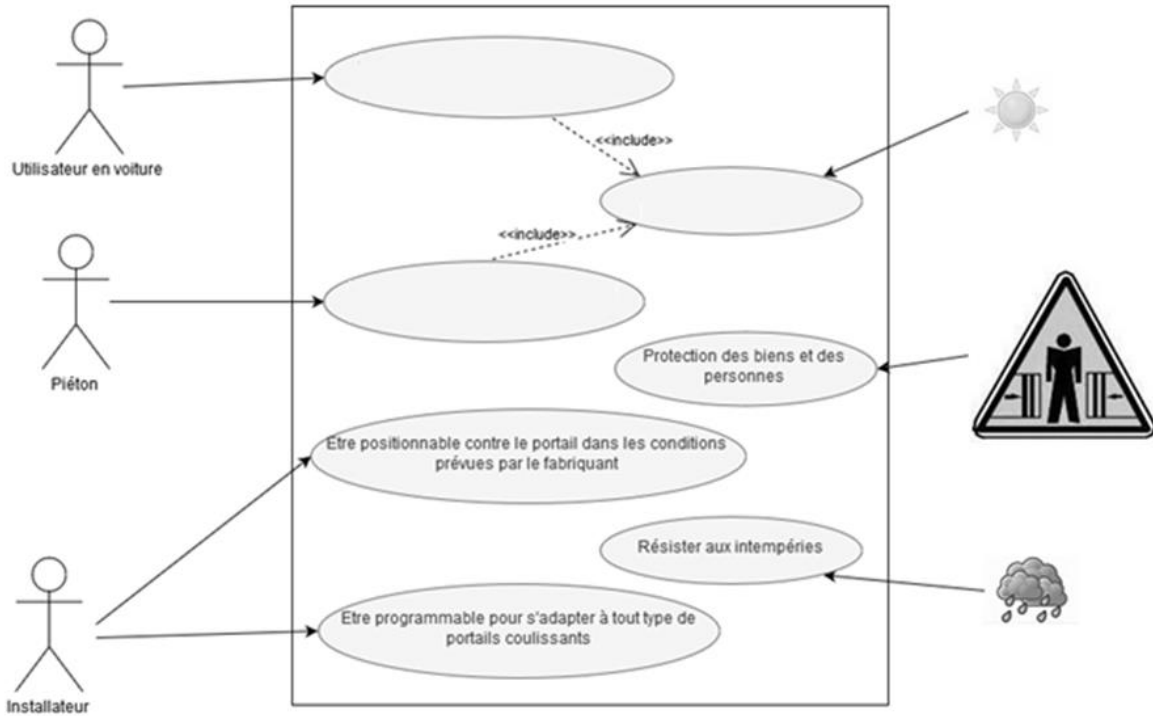 Utilisateur en voiture
<<include>>
<<include>>
Piéton
Protection des biens et des
personnes
Etre positionnable contre le portail dans les conditions
prévues par le fabriquant
Résister aux intempéries
Etre programmable pour s'adapter à tout type de
portails coulissants
Installateur